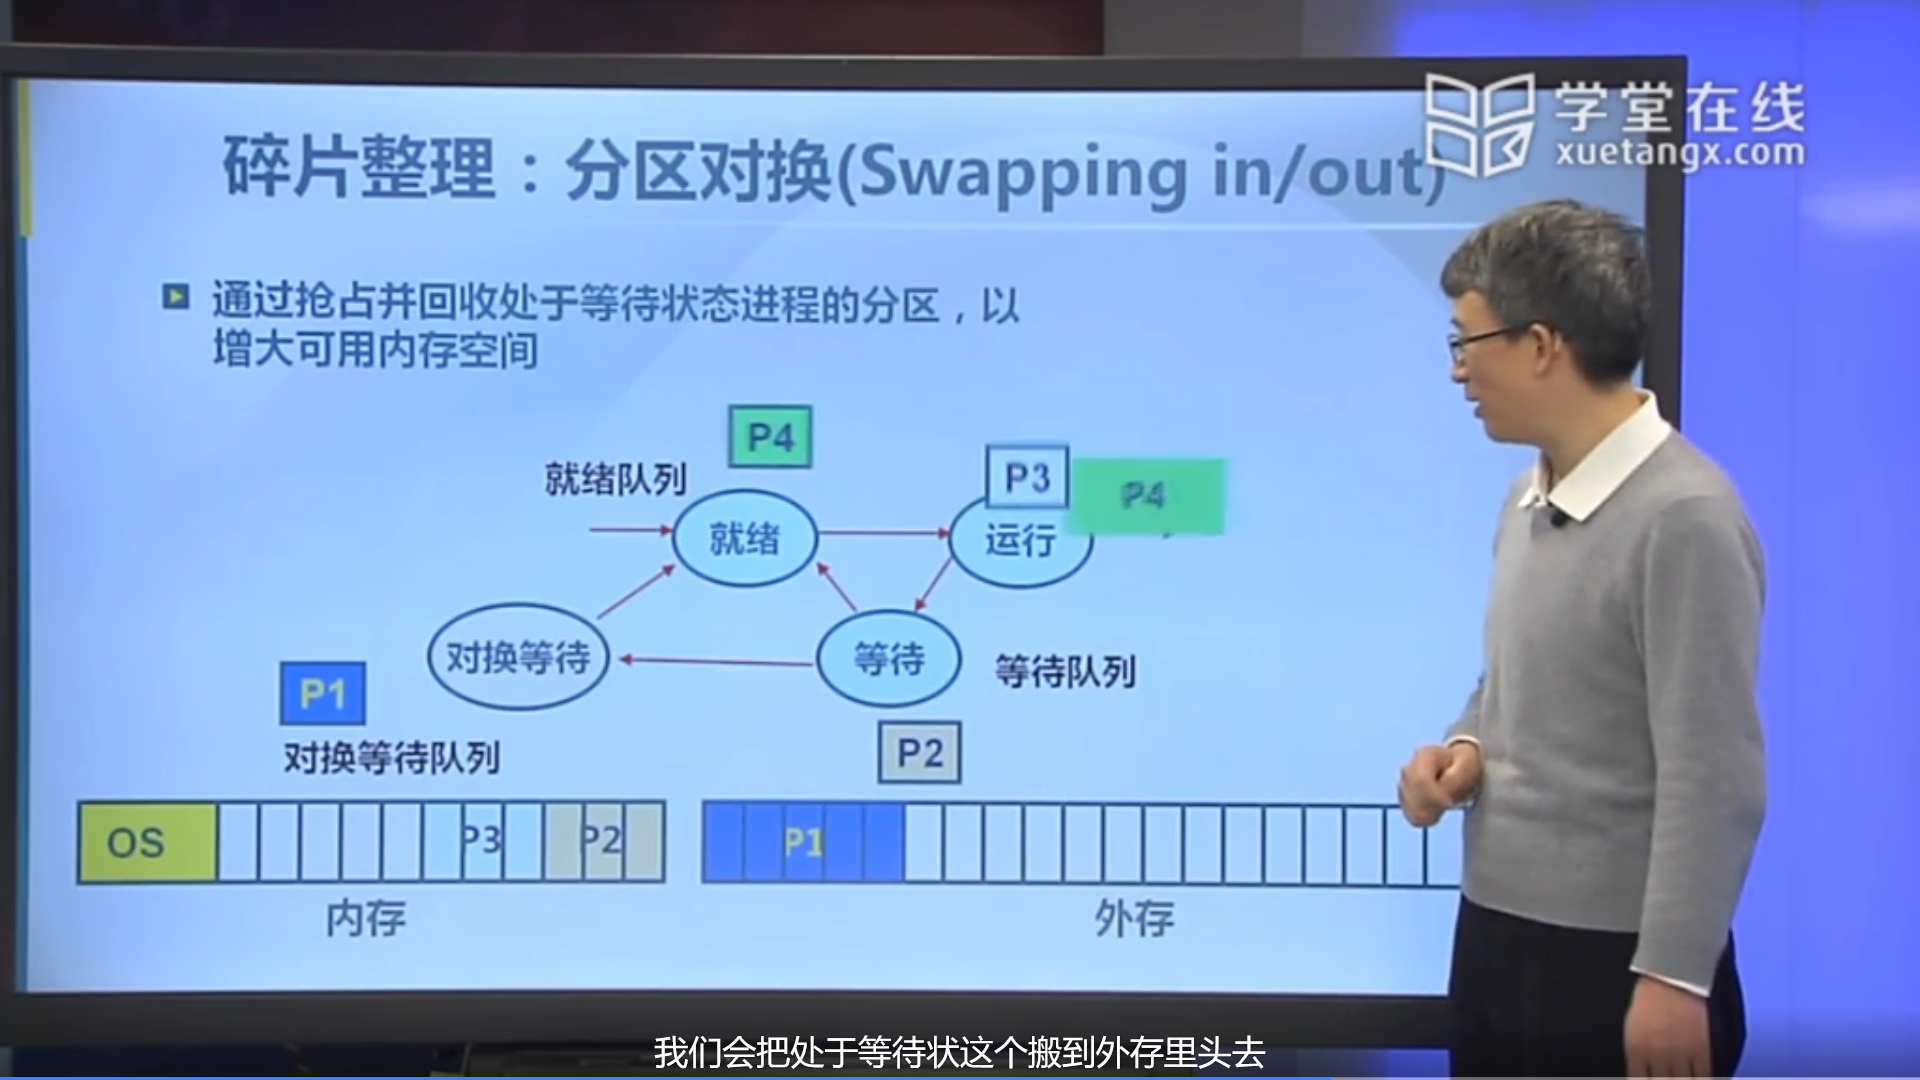 学堂在线
xuetangx.com
碎片整理：分区对换(Swapping in/out)
通过抢占并回收处于等待状态进程的分区，以
增大可用内存空间
P4
就绪队列
P3
P4
就绪
运行
对换等待
等待
等待队列
P1
对换等待队列
P2
OS
P3
P2
P1
内存
外存
我们会把处于等待状这个搬到外存里头去